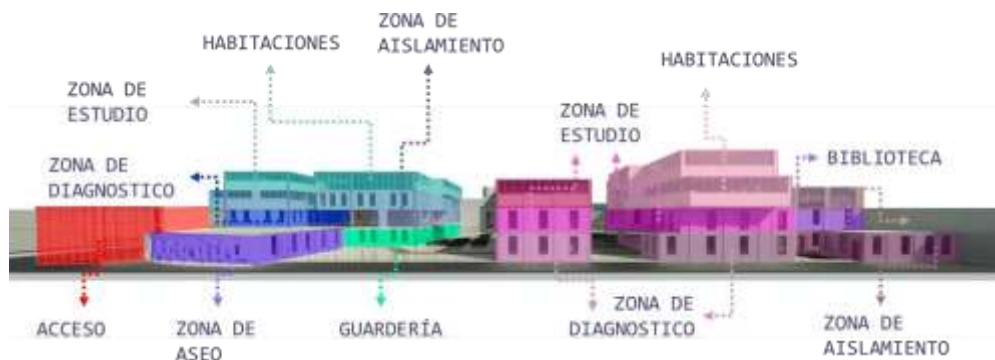 ZONA DE
AISLAMIENTO
HABITACIONES
HABITACIONES
ZONA DE
ESTUDIO
ZONA DE
ESTUDIO
ZONA DE
DIAGNOSTICO
BIBLIOTECA
ACCESO
ZONA DE
ASEO
GUARDERÍA
ZONA DE
DIAGNOSTICO
ZONA DE
AISLAMIENTO